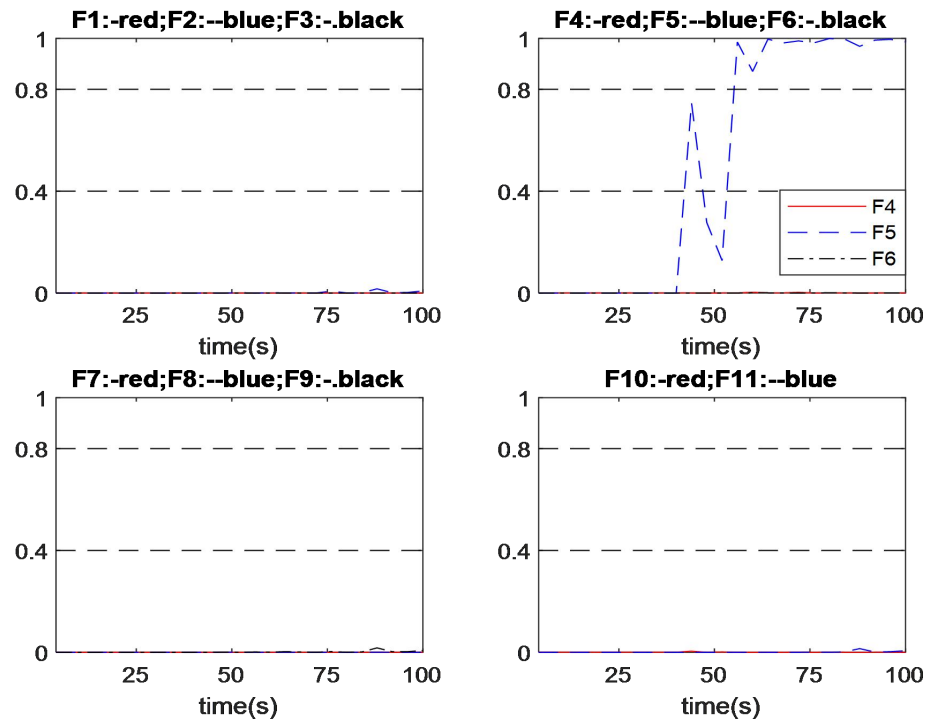 F1:-red;F2:--blue;F3:-.black
1
0.8
0.4
0
25 50 75 100
time(s)
F4:-red;F5:--blue;F6:-.black
1
0.8
0.4
0
F4
F5
F6
25 50 75 100
time(s)
F7:-red;F8:--blue;F9:-.black
1
0.8
0.4
0
25 50 75 100
time(s)
F10:-red;F11:--blue
1
0.8
0.4
0
25 50 75 100
time(s)